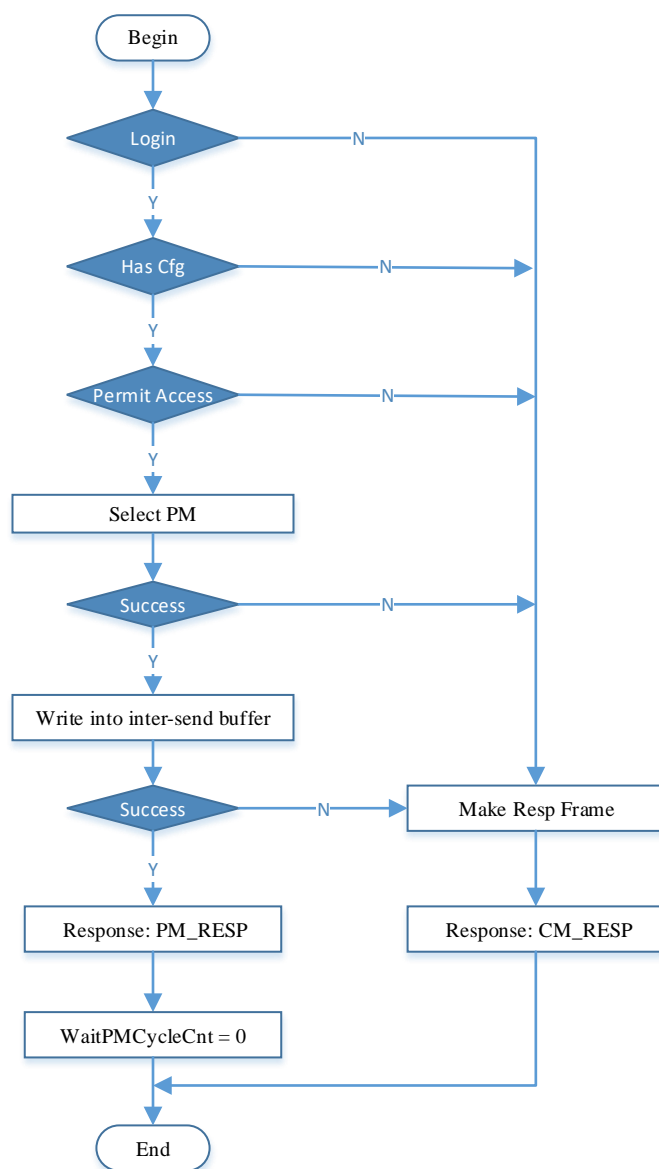 Begin
Login
N
Y
Has Cfg
N
Y
Permit Access
N
Y
Select PM
Success
N
Y
Write into inter-send buffer
Success
N
Make Resp Frame
Y
Response: PM_RESP
Response: CM_RESP
WaitPMCycleCnt = 0
End